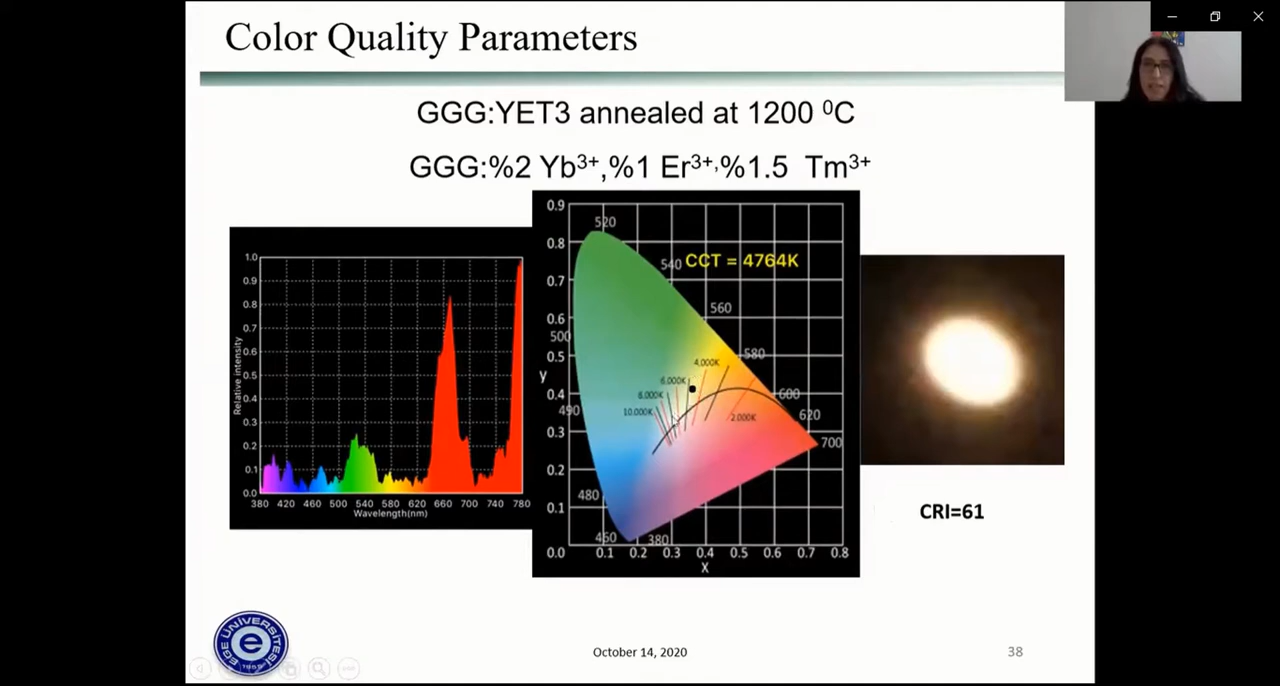 Color Quality Parameters
GGG:YET3 annealed at 1200 ⁰C
GGG:%2 Yb³⁺,%1 Er³⁺,%1.5 Tm³⁺
1.0
0.9
0.8
0.7
0.6
0.5
0.4
0.3
0.2
0.1
0.0
Relative intensity
380 420 460 500 540 580 620 660 700 740 780
Wavelength(nm)
0.9
0.8
0.7
0.6
0.5
0.4
0.3
0.2
0.1
0.0
y
0.1 0.2 0.3 0.4 0.5 0.6 0.7 0.8
x
520
540
560
580
600
620
700
500
490
480
460
380
CCT = 4764K
4.000K
6.000K
8.000K
10.000K
2.000K
CRI=61
EGE ÜNİVERSİTESİ
e
1955
October 14, 2020
38